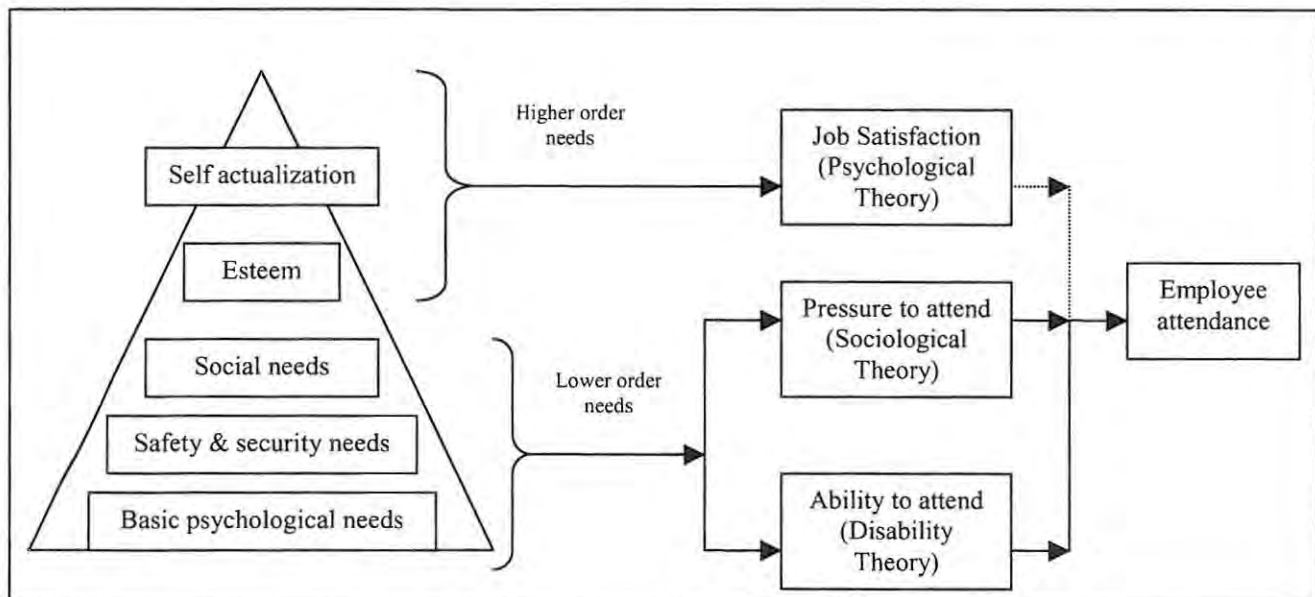 Self actualization
Esteem
Social needs
Safety & security needs
Basic psychological needs
Higher order
needs
Lower order
needs
Job Satisfaction
(Psychological
Theory)
Pressure to attend
(Sociological
Theory)
Ability to attend
(Disability
Theory)
Employee
attendance